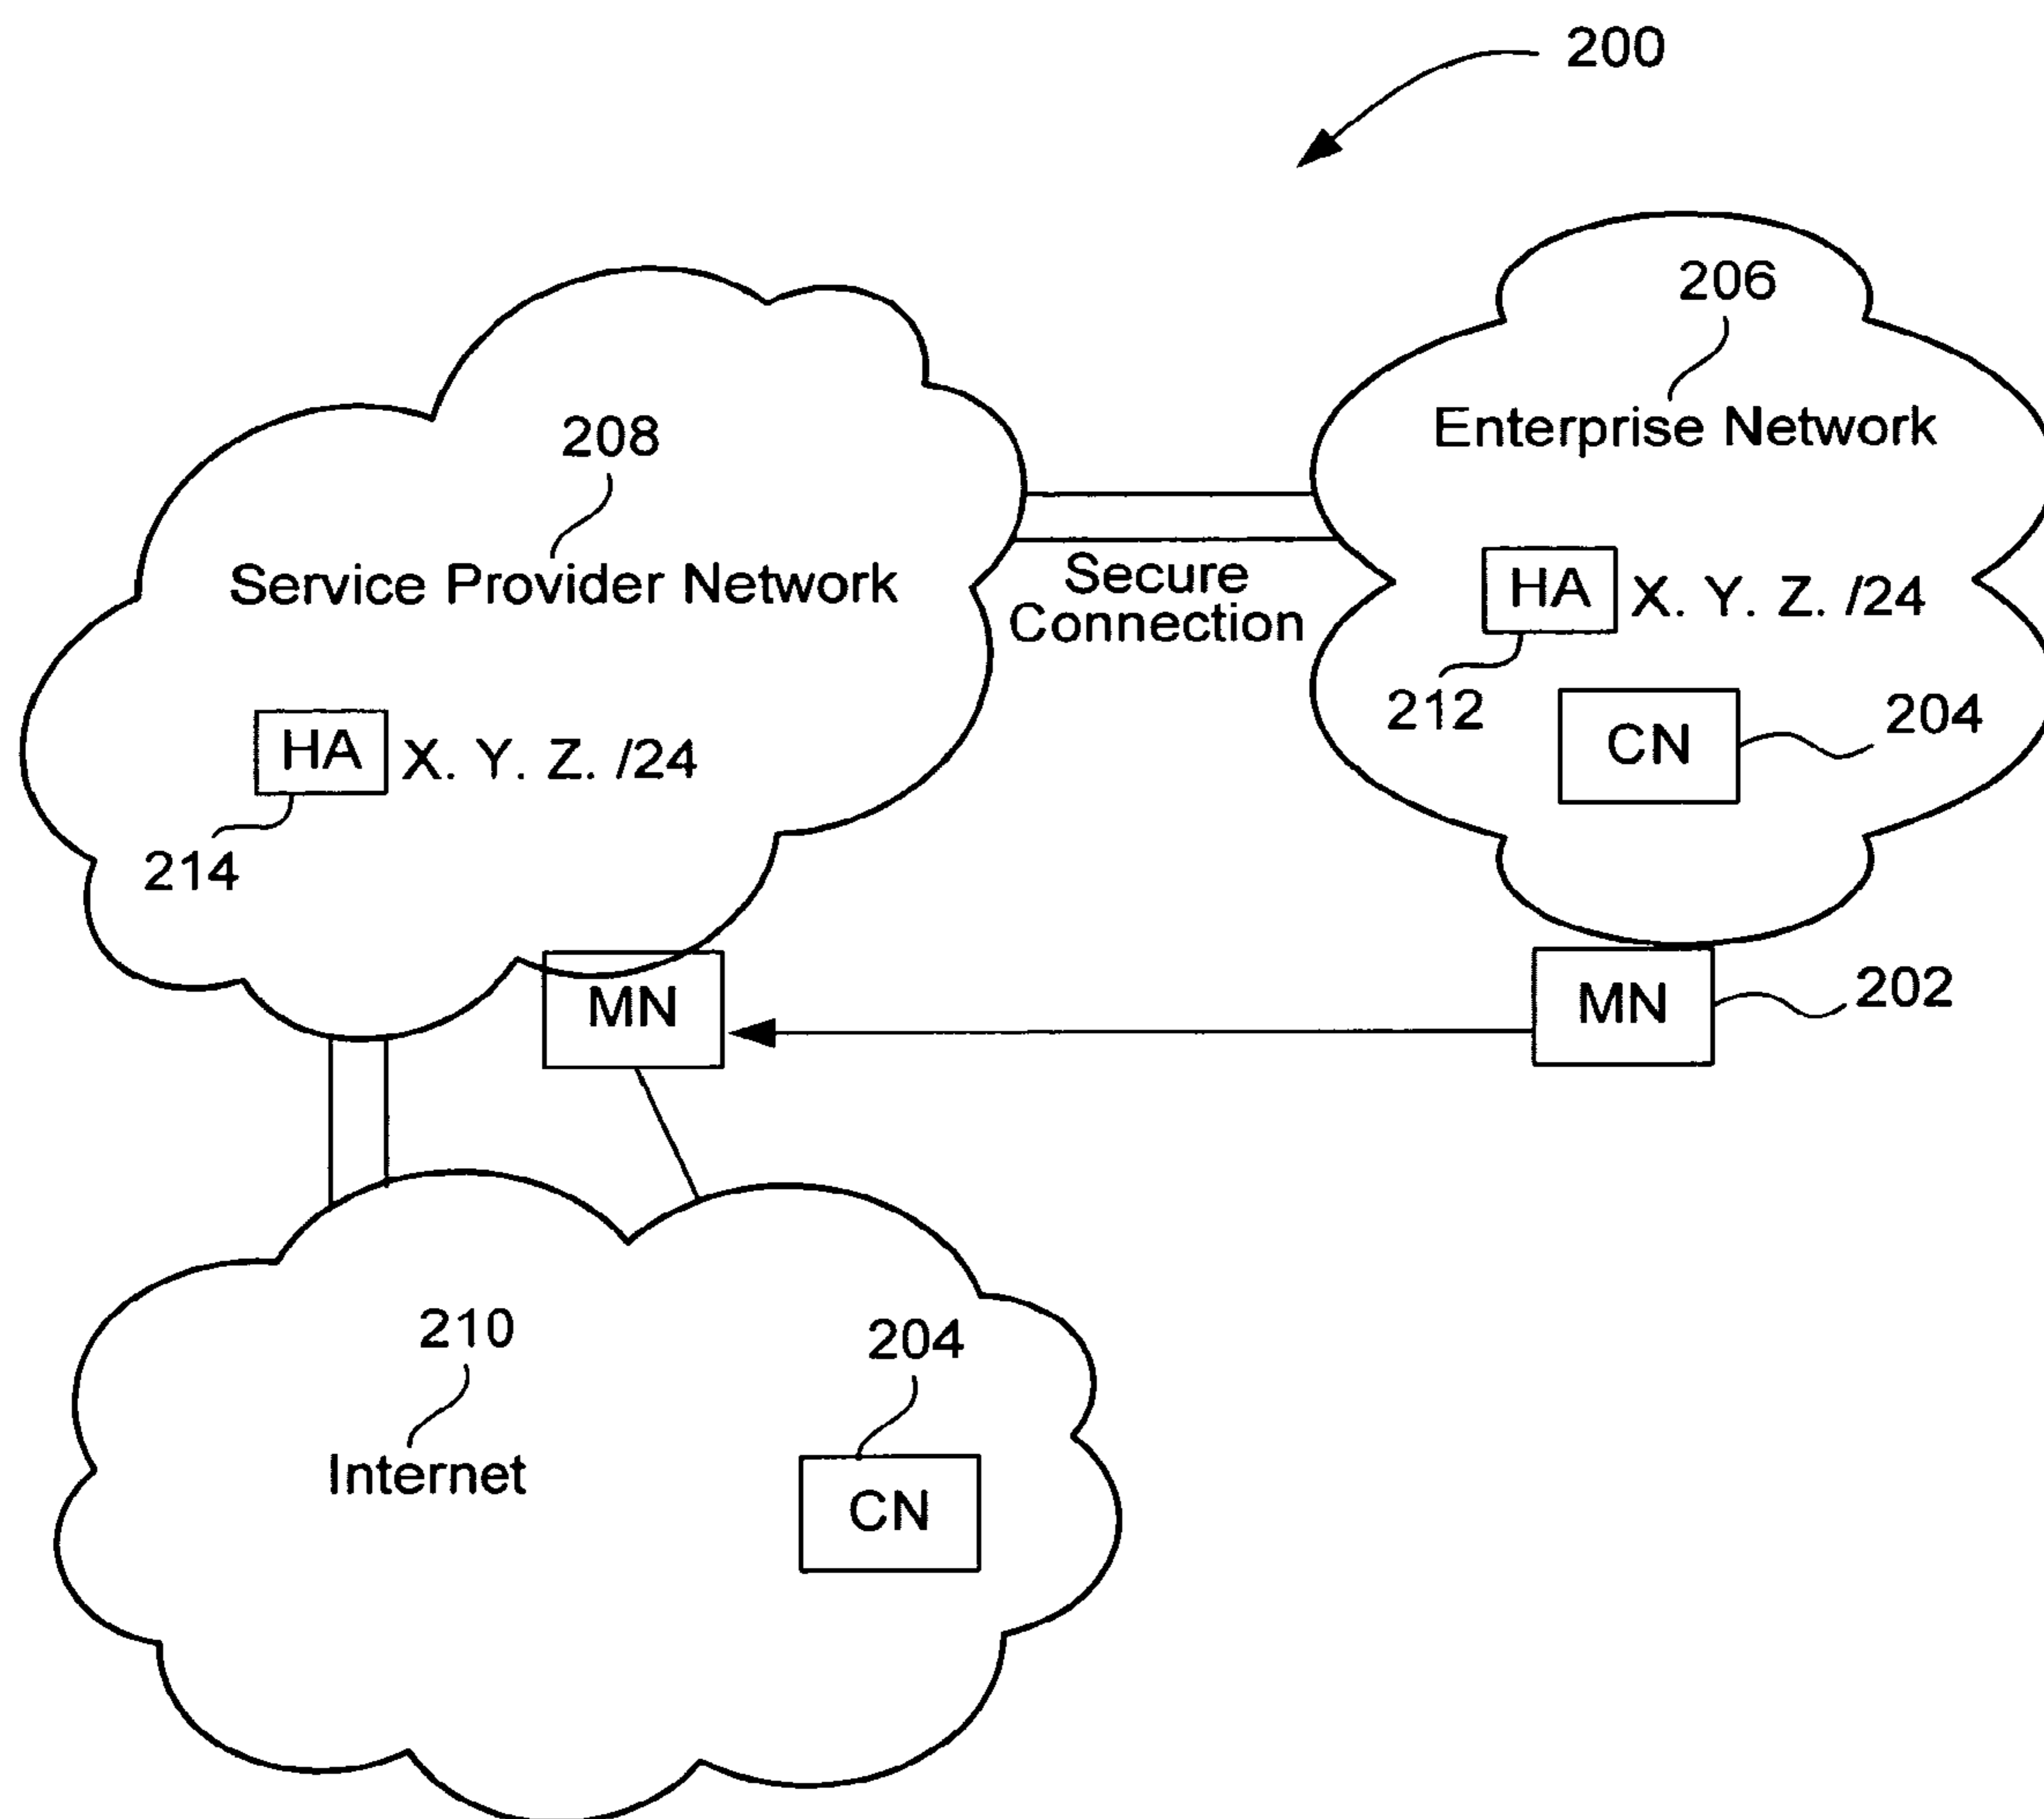 200
206
Enterprise Network
208
Service Provider Network
Secure
Connection
HA X. Y. Z. /24
212
204
CN
HA X. Y. Z. /24
214
MN
MN
202
210
204
Internet
CN